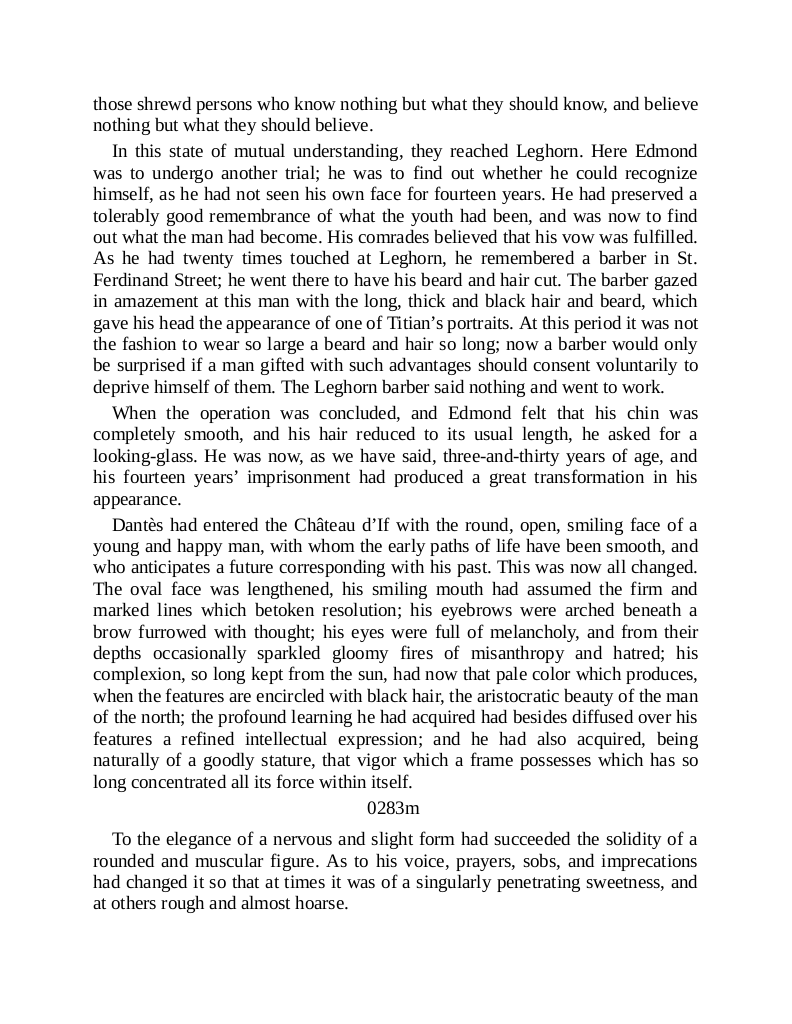 those shrewd persons who know nothing but what they should know, and believe
nothing but what they should believe.
In this state of mutual understanding, they reached Leghorn. Here Edmond
was to undergo another trial; he was to find out whether he could recognize
himself, as he had not seen his own face for fourteen years. He had preserved a
tolerably good remembrance of what the youth had been, and was now to find
out what the man had become. His comrades believed that his vow was fulfilled.
As he had twenty times touched at Leghorn, he remembered a barber in St.
Ferdinand Street; he went there to have his beard and hair cut. The barber gazed
in amazement at this man with the long, thick and black hair and beard, which
gave his head the appearance of one of Titian’s portraits. At this period it was not
the fashion to wear so large a beard and hair so long; now a barber would only
be surprised if a man gifted with such advantages should consent voluntarily to
deprive himself of them. The Leghorn barber said nothing and went to work.
When the operation was concluded, and Edmond felt that his chin was
completely smooth, and his hair reduced to its usual length, he asked for a
looking-glass. He was now, as we have said, three-and-thirty years of age, and
his fourteen years’ imprisonment had produced a great transformation in his
appearance.
Dantès had entered the Château d’If with the round, open, smiling face of a
young and happy man, with whom the early paths of life have been smooth, and
who anticipates a future corresponding with his past. This was now all changed.
The oval face was lengthened, his smiling mouth had assumed the firm and
marked lines which betoken resolution; his eyebrows were arched beneath a
brow furrowed with thought; his eyes were full of melancholy, and from their
depths occasionally sparkled gloomy fires of misanthropy and hatred; his
complexion, so long kept from the sun, had now that pale color which produces,
when the features are encircled with black hair, the aristocratic beauty of the man
of the north; the profound learning he had acquired had besides diffused over his
features a refined intellectual expression; and he had also acquired, being
naturally of a goodly stature, that vigor which a frame possesses which has so
long concentrated all its force within itself.
0283m
To the elegance of a nervous and slight form had succeeded the solidity of a
rounded and muscular figure. As to his voice, prayers, sobs, and imprecations
had changed it so that at times it was of a singularly penetrating sweetness, and
at others rough and almost hoarse.